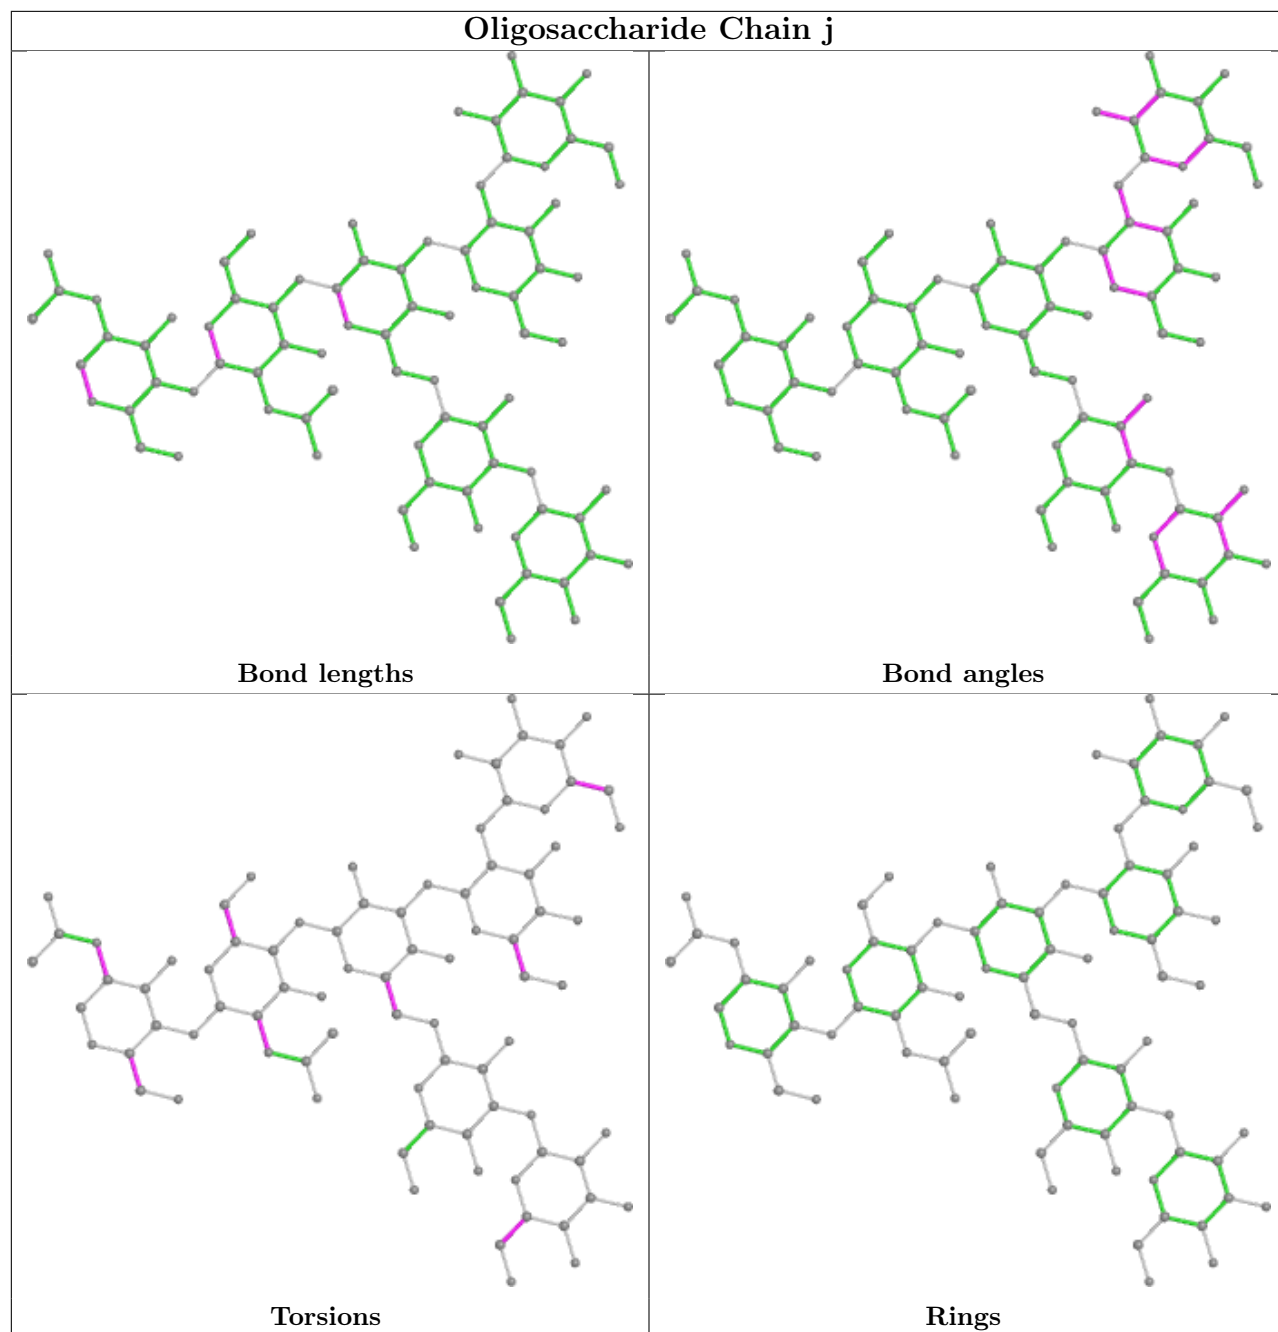 Oligosaccharide Chain j
Bond lengths
Bond angles
Torsions
Rings